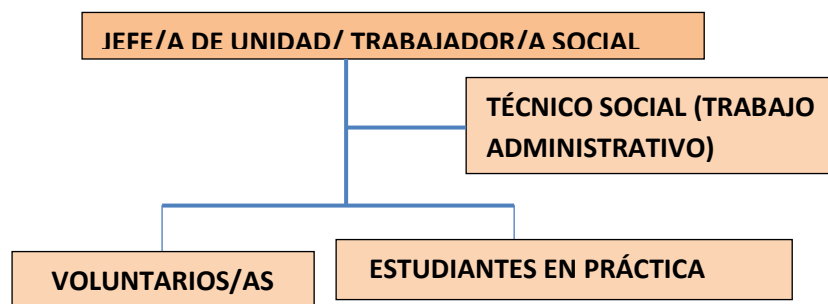 JEFE/A DE UNIDAD/ TRABAJADOR/A SOCIAL
TÉCNICO SOCIAL (TRABAJO
ADMINISTRATIVO)
VOLUNTARIOS/AS
ESTUDIANTES EN PRÁCTICA